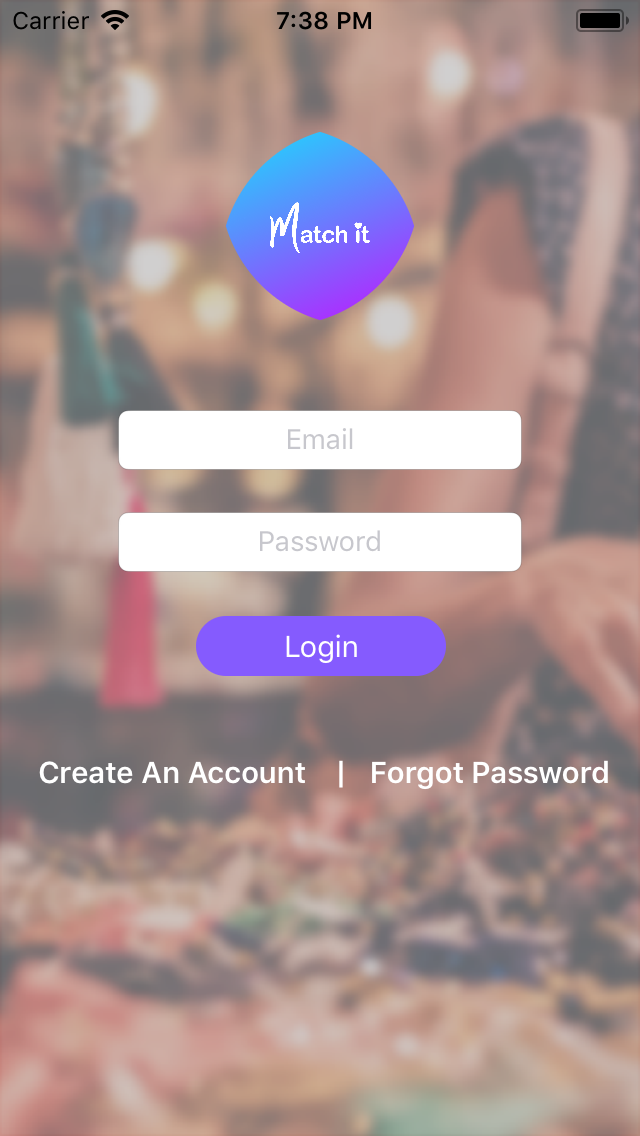 Carrier 7:38 PM
Match it
Email
Password
Login
Create An Account | Forgot Password